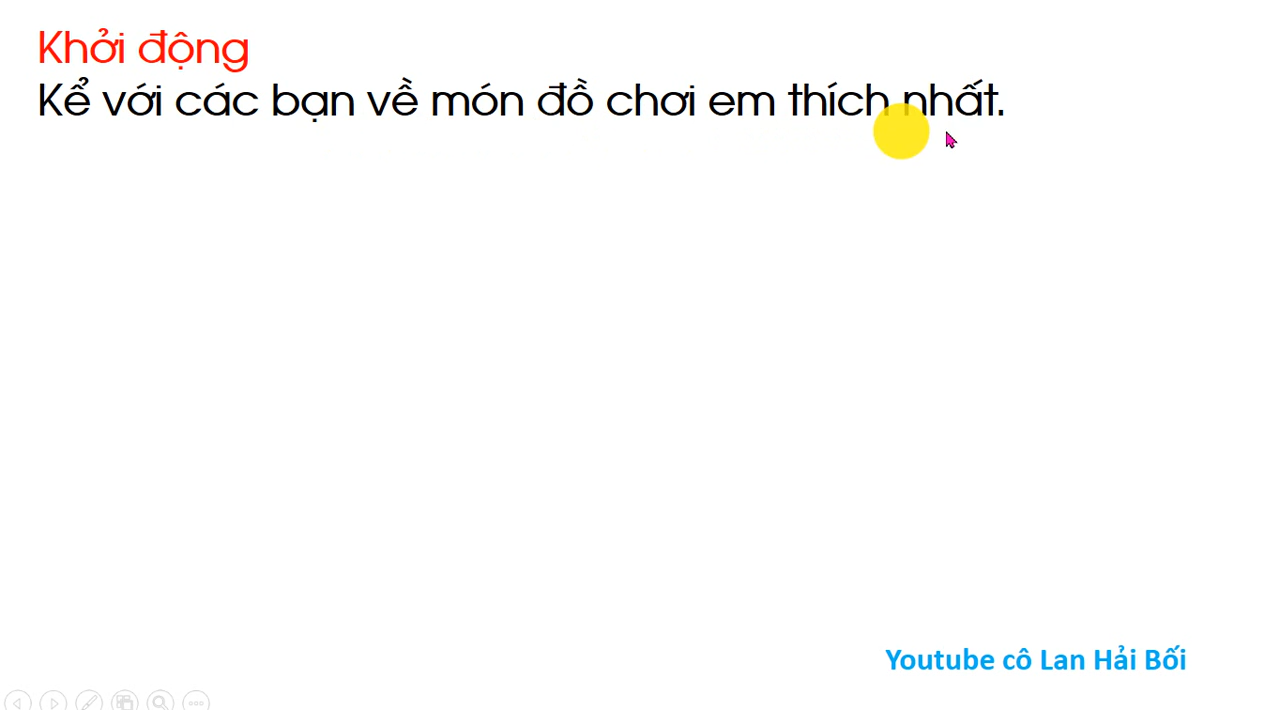 Khởi động
Kể với các bạn về món đồ chơi em thích nhất.
Youtube cô Lan Hải Bối